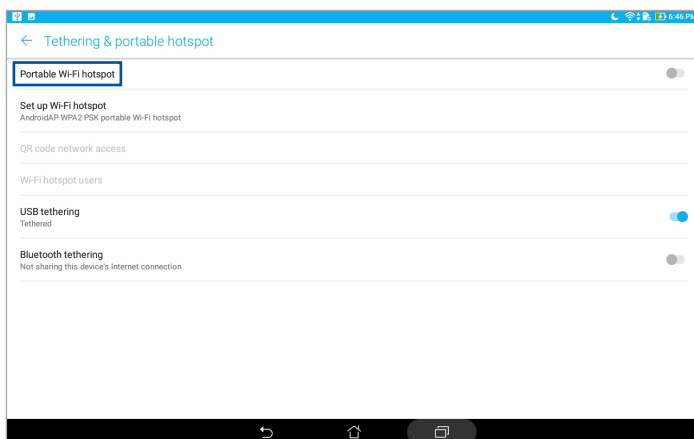 6:46 PM
Tethering & portable hotspot
Portable Wi-Fi hotspot
Set up Wi-Fi hotspot
AndroidAP WPA2 PSK portable Wi-Fi hotspot
QR code network access
Wi-Fi hotspot users
USB tethering
Tethered
Bluetooth tethering
Not sharing this device's Internet connection